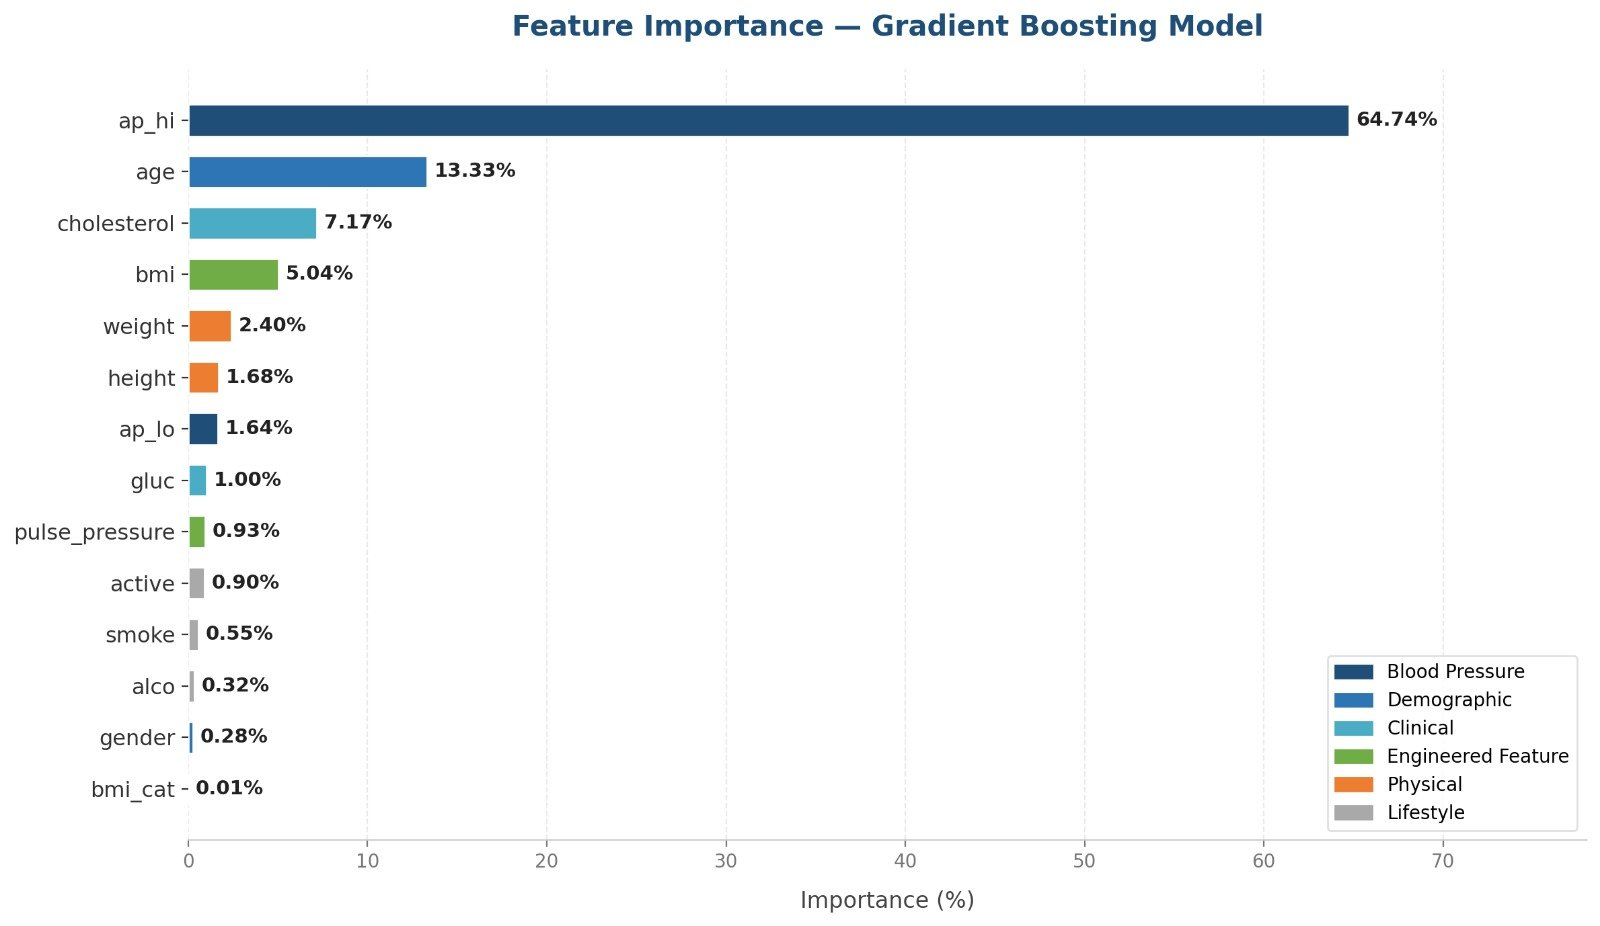 Feature Importance — Gradient Boosting Model
ap_hi 64.74%
age 13.33%
cholesterol 7.17%
bmi 5.04%
weight 2.40%
height 1.68%
ap_lo 1.64%
gluc 1.00%
pulse_pressure 0.93%
active 0.90%
smoke 0.55%
alco 0.32%
gender 0.28%
bmi_cat 0.01%
Blood Pressure
Demographic
Clinical
Engineered Feature
Physical
Lifestyle
0 10 20 30 40 50 60 70
Importance (%)